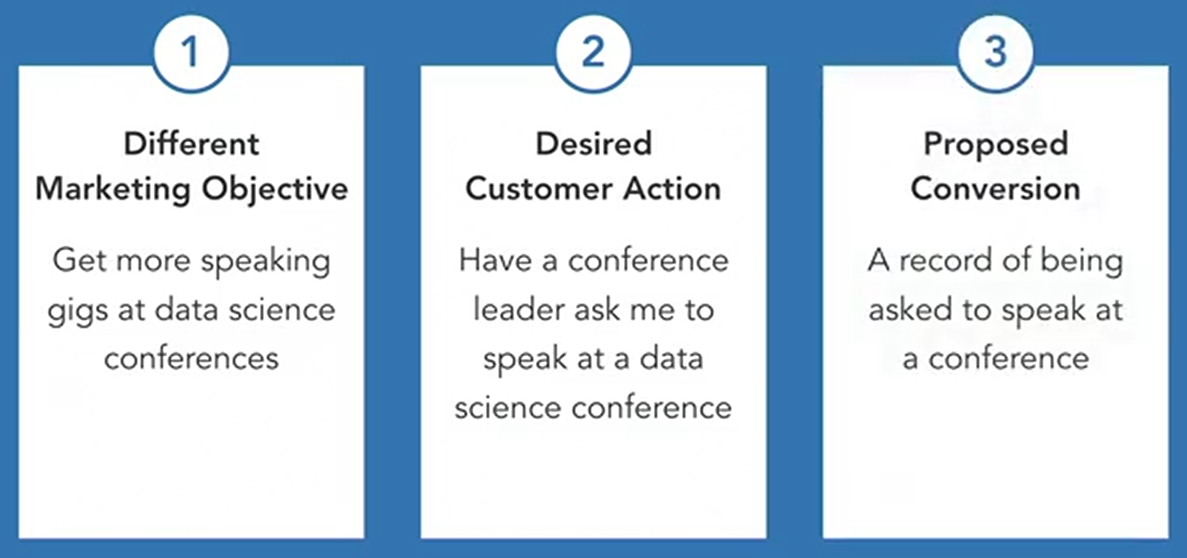 1
Different
Marketing Objective
Get more speaking
gigs at data science
conferences
2
Desired
Customer Action
Have a conference
leader ask me to
speak at a data
science conference
3
Proposed
Conversion
A record of being
asked to speak at
a conference